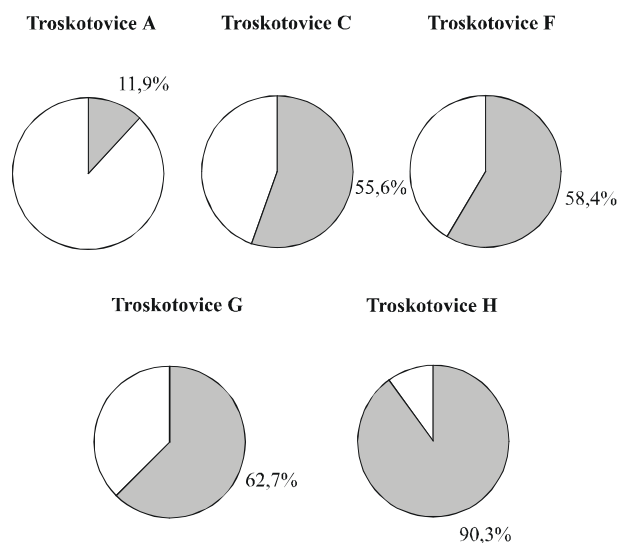 Troskotovice A
Troskotovice C
Troskotovice F
11,9%
55,6%
58,4%
Troskotovice G
Troskotovice H
62,7%
90,3%